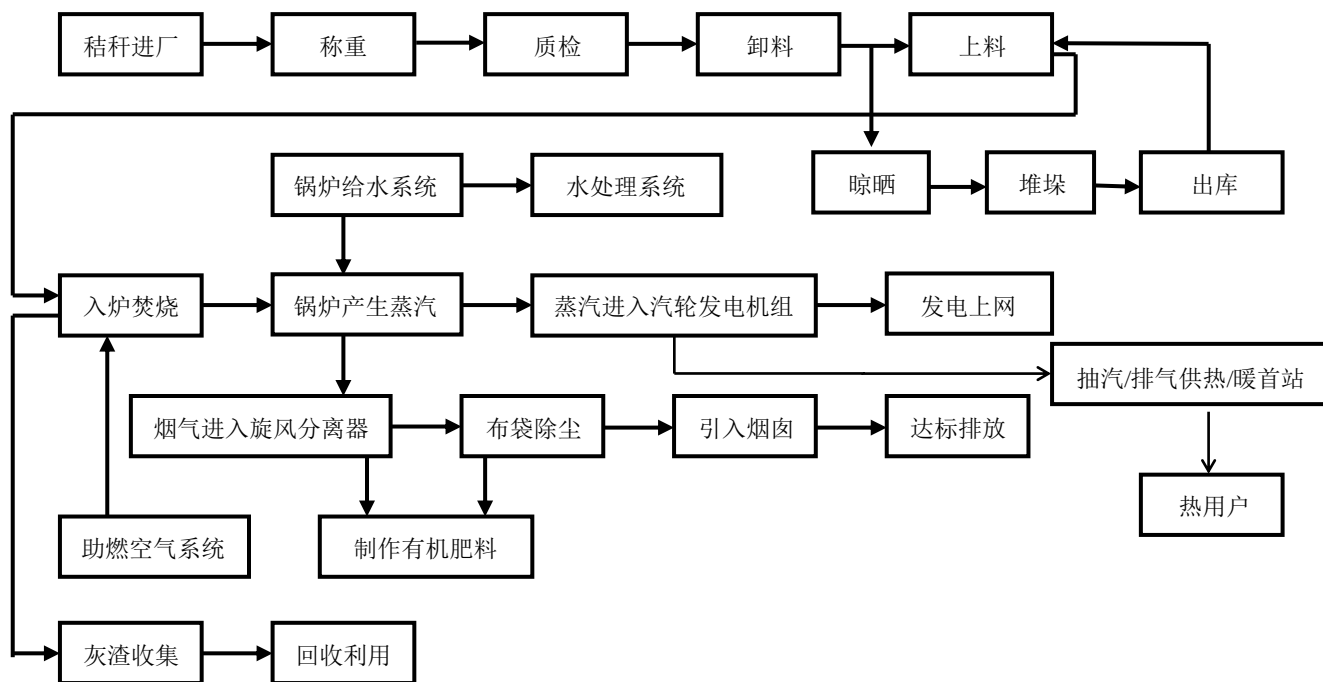 秸秆进厂
称重
质检
卸料
上料
锅炉给水系统
水处理系统
晾晒
堆垛
出库
入炉焚烧
锅炉产生蒸汽
蒸汽进入汽轮发电机组
发电上网
抽汽/排气供热/暖首站
烟气进入旋风分离器
布袋除尘
引入烟囱
达标排放
热用户
助燃空气系统
制作有机肥料
灰渣收集
回收利用